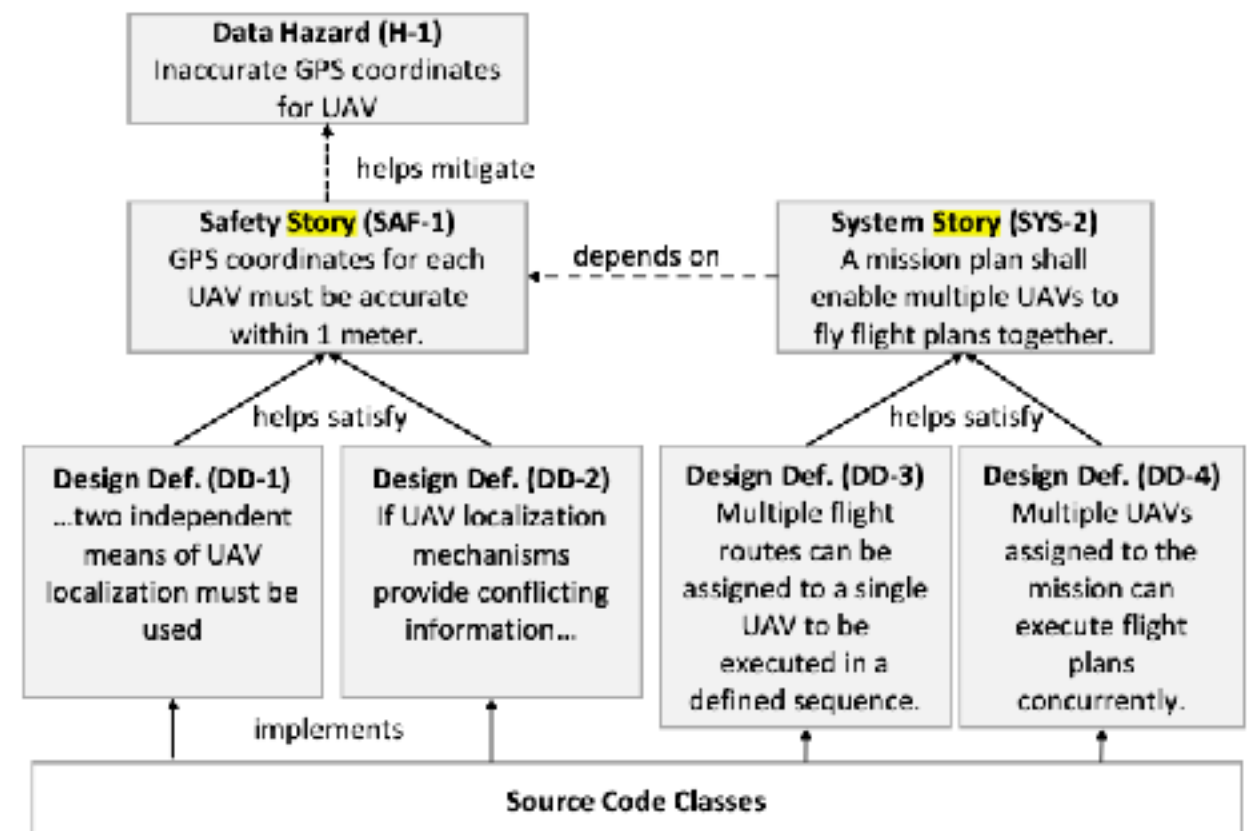 Data Hazard (H-1)
Inaccurate GPS coordinates
for UAV
helps mitigate
Safety Story (SAF-1)
GPS coordinates for each
UAV must be accurate
within 1 meter.
depends on
System Story (SYS-2)
A mission plan shall
enable multiple UAVs to
fly flight plans together.
helps satisfy
helps satisfy
Design Def. (DD-1)
...two independent
means of UAV
localization must be
used
Design Def. (DD-2)
If UAV localization
mechanisms
provide conflicting
information...
Design Def. (DD-3)
Multiple flight
routes can be
assigned to a single
UAV to be
executed in a
defined sequence.
Design Def. (DD-4)
Multiple UAVs
assigned to the
mission can
execute flight
plans
concurrently.
implements
Source Code Classes